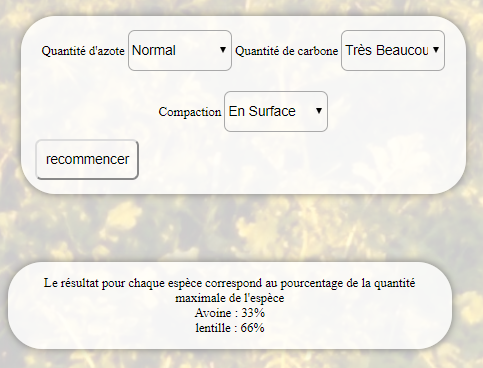 Quantité d'azote Normal Quantité de carbone Très Beaucou
Compaction En Surface
recommencer
Le résultat pour chaque espèce correspond au pourcentage de la quantité
maximale de l'espèce
Avoine : 33%
lentille : 66%